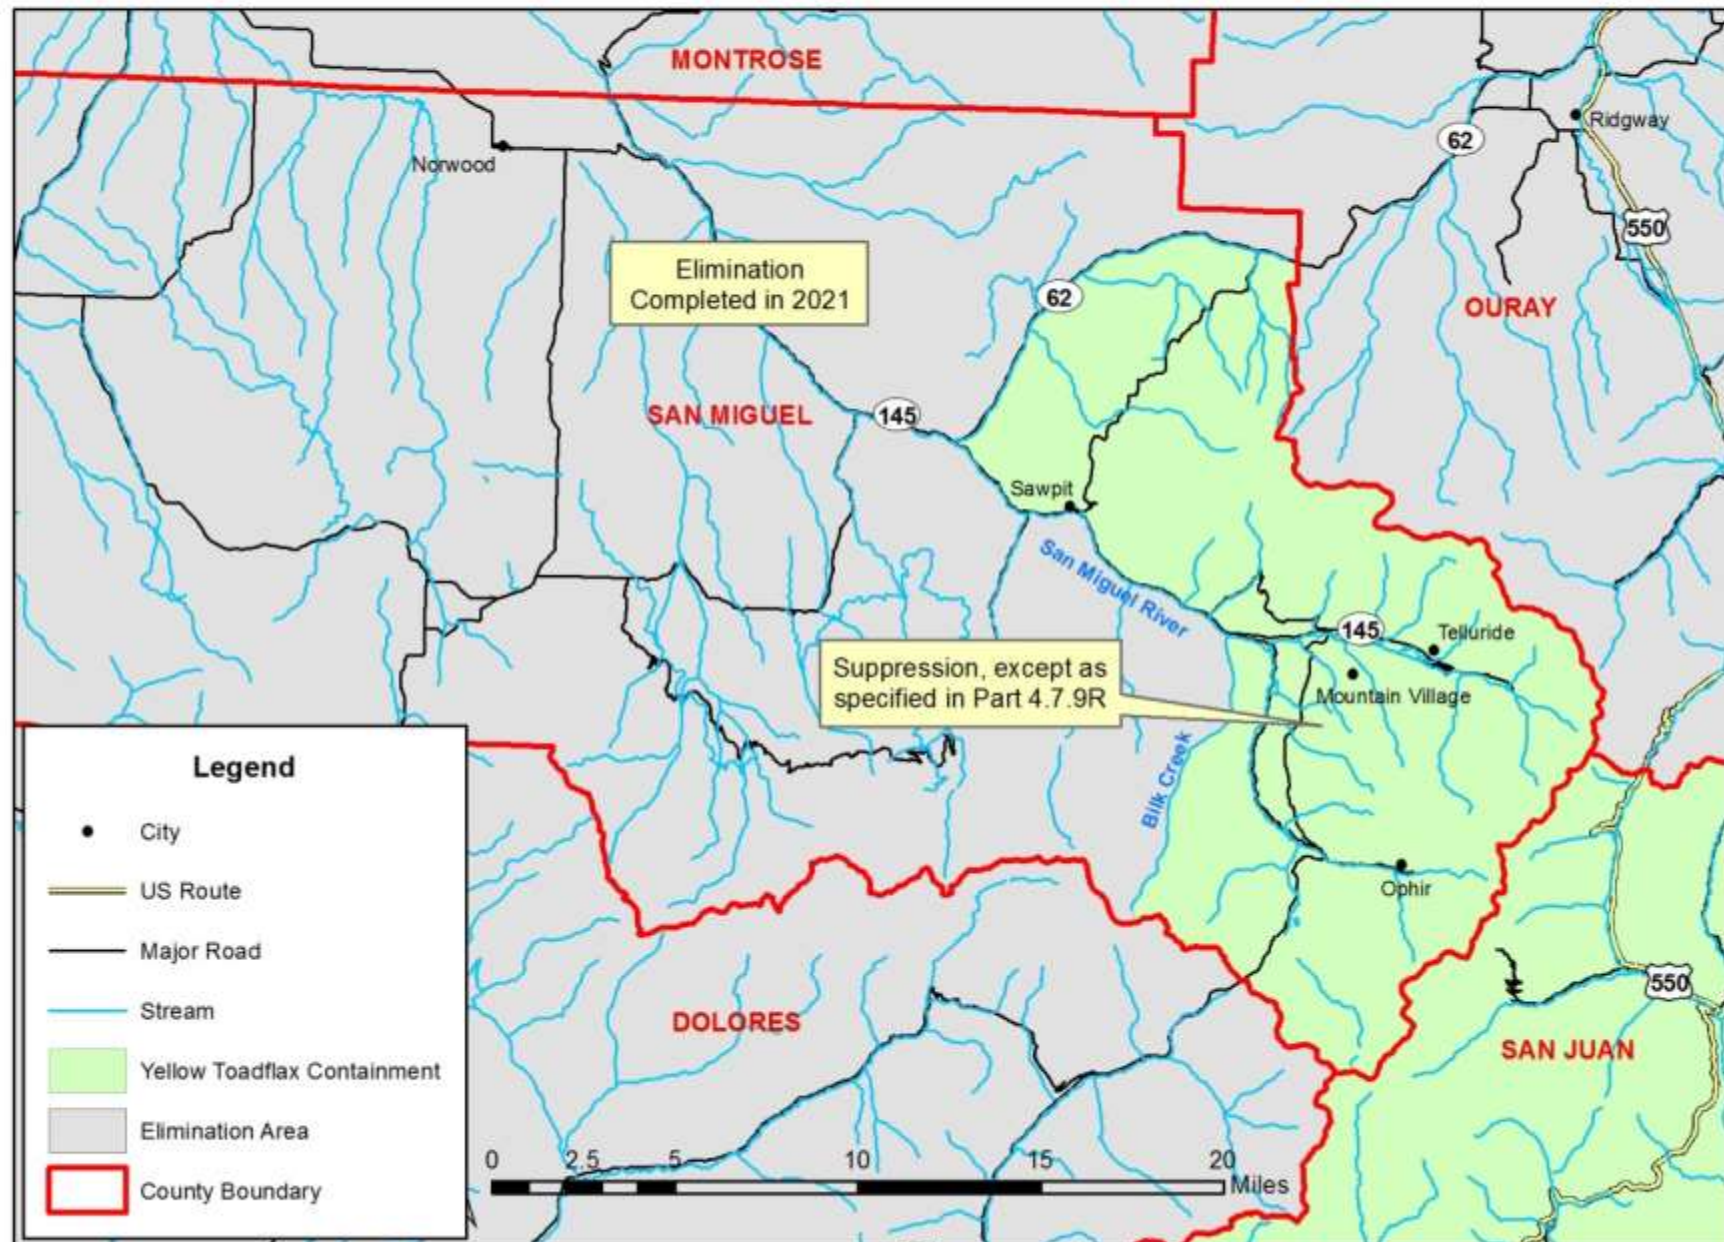 MONTROSE
Ridgway
62
Norwood
550
Elimination
Completed in 2021
62
OURAY
SAN MIGUEL
145
Sawpit
San Miguel River
145
Telluride
Suppression, except as
specified in Part 4.7.9R
Mountain Village
Bilk Creek
Ophir
550
DOLORES
SAN JUAN
Legend
City
US Route
Major Road
Stream
Yellow Toadflax Containment
Elimination Area
County Boundary
0 2.5 5 10 15 20
Miles